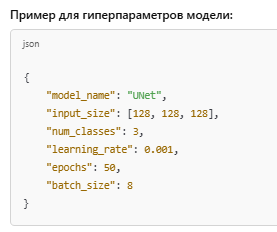 Пример для гиперпараметров модели:
json
{
    "model_name": "UNet",
    "input_size": [128, 128, 128],
    "num_classes": 3,
    "learning_rate": 0.001,
    "epochs": 50,
    "batch_size": 8
}